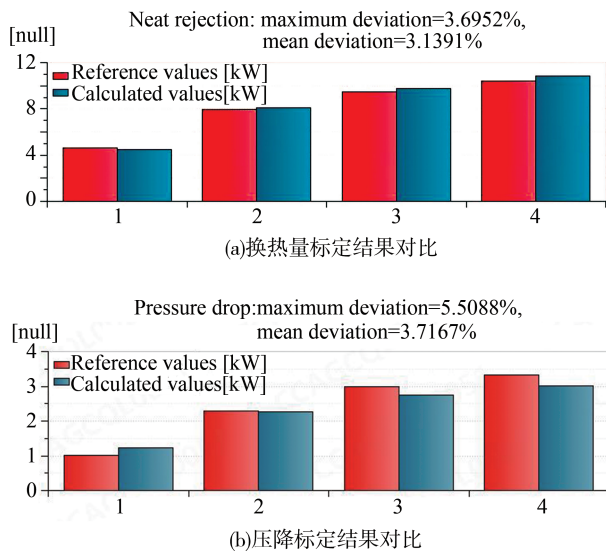 Neat rejection: maximum deviation=3.6952%,
mean deviation=3.1391%
[null]
12
Reference values [kW]
Calculated values[kW]
8
4
0
1 2 3 4
(a)换热量标定结果对比
Pressure drop:maximum deviation=5.5088%,
mean deviation=3.7167%
[null]
4
Reference values [kW]
Calculated values[kW]
3
2
1
0
1 2 3 4
(b)压降标定结果对比